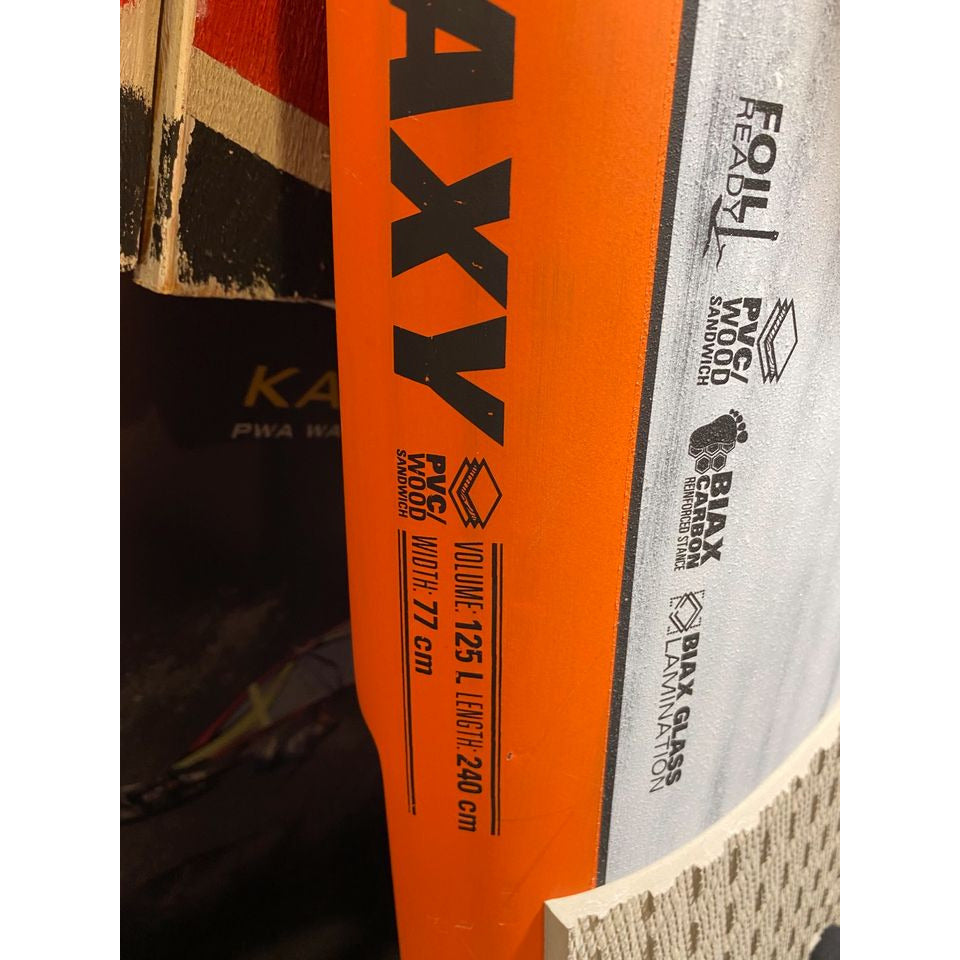 AXY
PVC/
WOOD
SANDWICH
VOLUME: 125 L LENGTH: 240 cm
WIDTH: 77 cm
FOIL
READY
PVC/
WOOD
SANDWICH
BIAX
CARBON
REINFORCED STANCE
BIAX GLASS
LAMINATION
KA
PWA WA